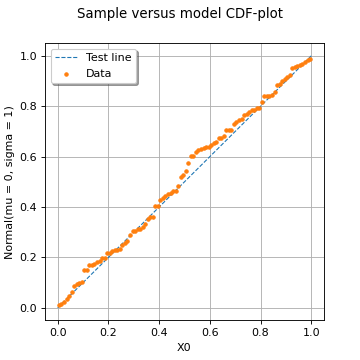 Sample versus model CDF-plot
Test line
Data
Normal(mu = 0, sigma = 1)
1.0
0.8
0.6
0.4
0.2
0.0
0.0 0.2 0.4 0.6 0.8 1.0
X0